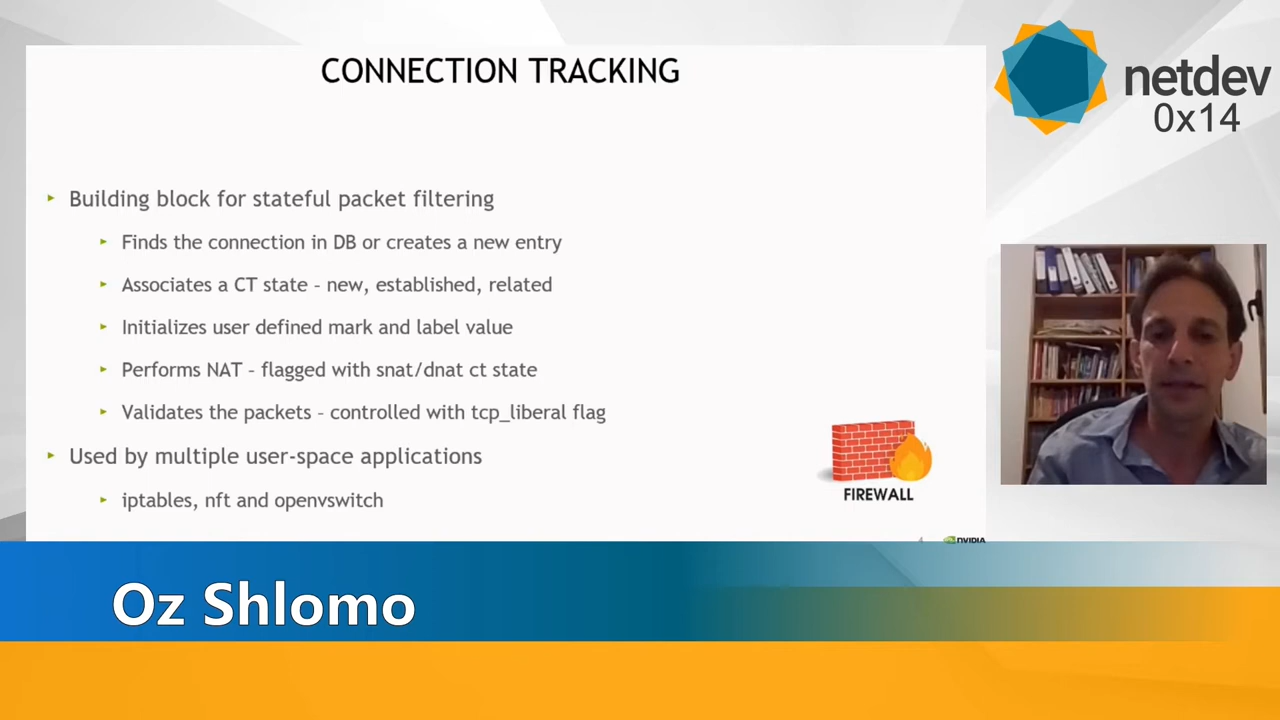 CONNECTION TRACKING
Building block for stateful packet filtering
Finds the connection in DB or creates a new entry
Associates a CT state – new, established, related
Initializes user defined mark and label value
Performs NAT – flagged with snat/dnat ct state
Validates the packets – controlled with tcp_liberal flag
Used by multiple user-space applications
iptables, nft and openvswitch
FIREWALL
4
NVIDIA
netdev
0x14
Oz Shlomo